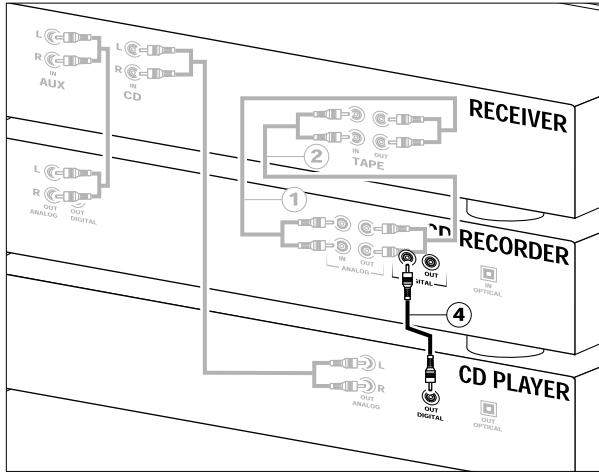 L
R
IN
AUX
L
R
IN
CD
RECEIVER
IN OUT
TAPE
2
L
R
OUT
ANALOG
OUT
DIGITAL
1
RECORDER
IN OUT
ANALOG
OUT
IN
OPTICAL
4
CD PLAYER
L
R
OUT
ANALOG
OUT
DIGITAL
OUT
OPTICAL